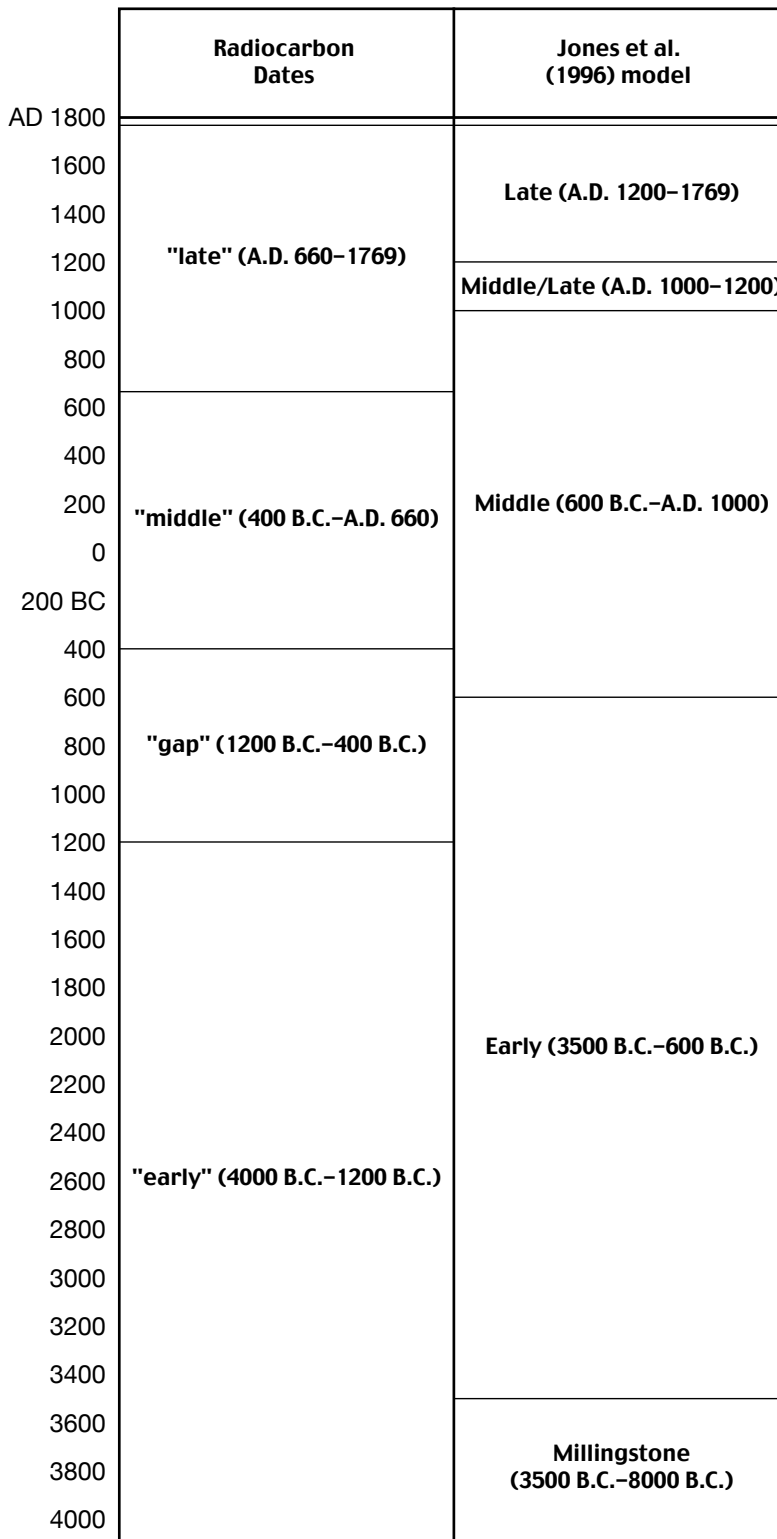 Radiocarbon
Dates
Jones et al.
(1996) model
AD 1800
1600
1400
1200
1000
800
600
400
200
0
200 BC
400
600
800
1000
1200
1400
1600
1800
2000
2200
2400
2600
2800
3000
3200
3400
3600
3800
4000
"late" (A.D. 660–1769)
"middle" (400 B.C.–A.D. 660)
"gap" (1200 B.C.–400 B.C.)
"early" (4000 B.C.–1200 B.C.)
Late (A.D. 1200–1769)
Middle/Late (A.D. 1000–1200)
Middle (600 B.C.–A.D. 1000)
Early (3500 B.C.–600 B.C.)
Millingstone
(3500 B.C.–8000 B.C.)